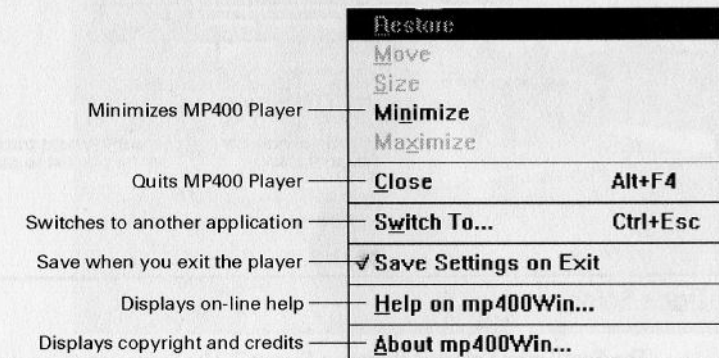 Restore
Move
Size
Minimizes MP400 Player Minimize
Maximize
Quits MP400 Player Close Alt+F4
Switches to another application Switch To... Ctrl+Esc
Save when you exit the player ✓ Save Settings on Exit
Displays on-line help Help on mp400Win...
Displays copyright and credits About mp400Win...